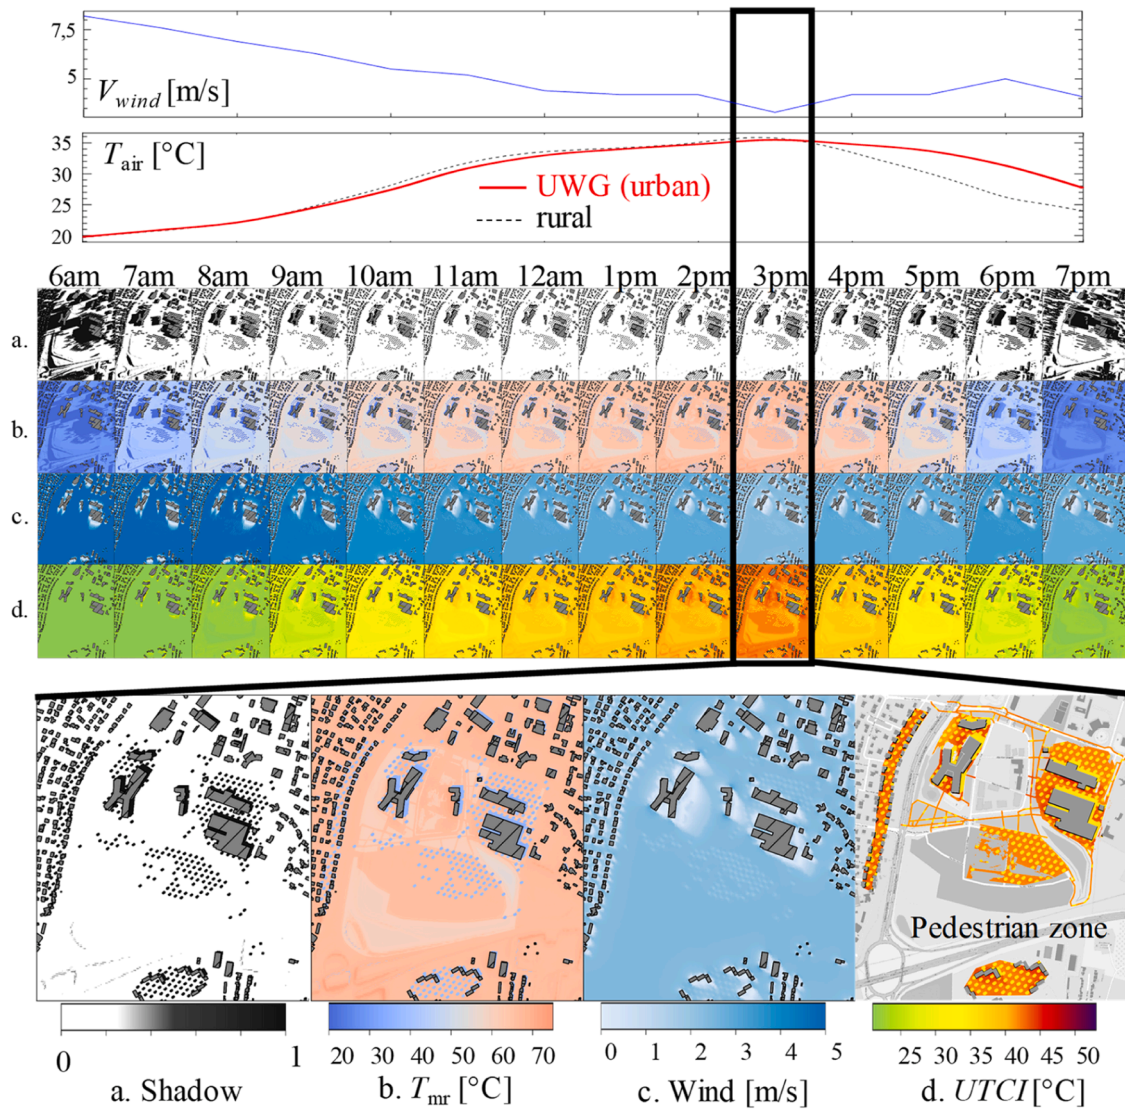 7,5
V_wind [m/s]
5
35
T_air [°C]
30
UWG (urban)
25
rural
20
6am 7am 8am 9am 10am 11am 12am 1pm 2pm 3pm 4pm 5pm 6pm 7pm
a.
b.
c.
d.
Pedestrian zone
0 1
20 30 40 50 60 70
0 1 2 3 4 5
25 30 35 40 45 50
a. Shadow
b. T_mr [°C]
c. Wind [m/s]
d. UTCI [°C]